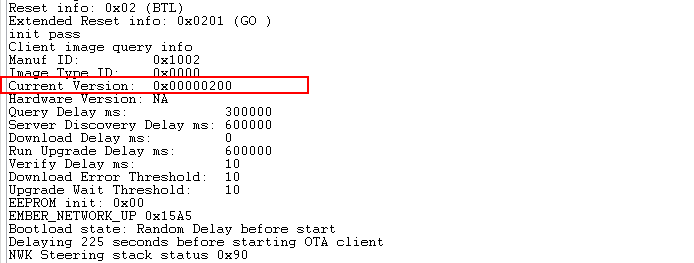 Reset info: 0x02 (BTL)
Extended Reset info: 0x0201 (GO )
init pass
Client image query info
Manuf ID:         0x1002
Image Type ID:    0x0000
Current Version:  0x00000200
Hardware Version: NA
Query Delay ms:            300000
Server Discovery Delay ms: 600000
Download Delay ms:         0
Run Upgrade Delay ms:      600000
Verify Delay ms:           10
Download Error Threshold:  10
Upgrade Wait Threshold:    10
EEPROM init: 0x00
EMBER_NETWORK_UP 0x15A5
Bootload state: Random Delay before start
Delaying 225 seconds before starting OTA client
NWK Steering stack status 0x90